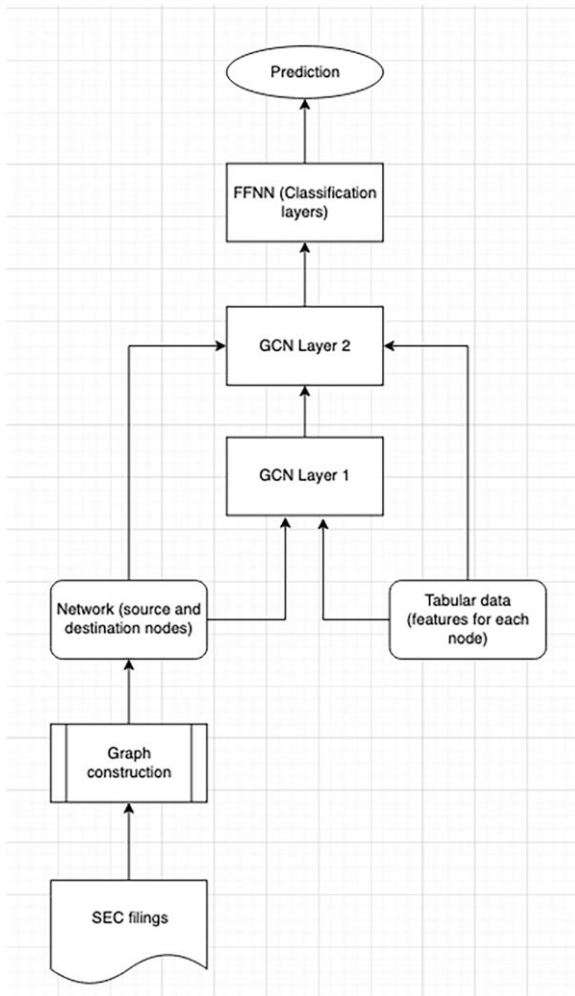 Prediction
FFNN (Classification
layers)
GCN Layer 2
GCN Layer 1
Network (source and
destination nodes)
Tabular data
(features for each
node)
Graph
construction
SEC filings